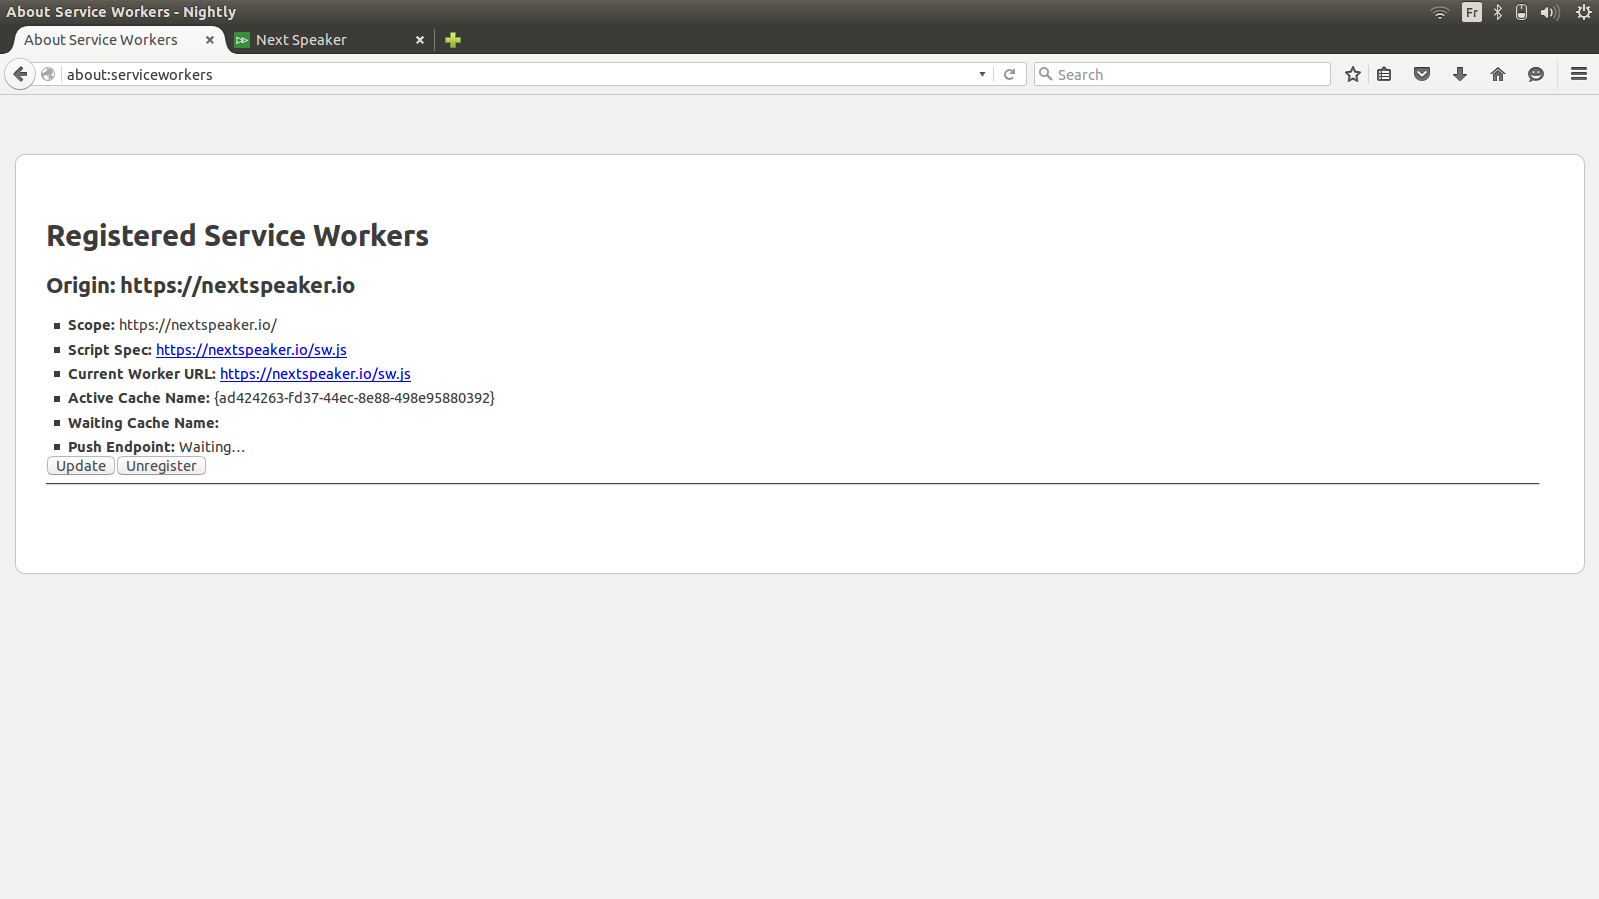 About Service Workers - Nightly
Fr
About Service Workers
Next Speaker
about:serviceworkers
Search
Registered Service Workers
Origin: https://nextspeaker.io
Scope: https://nextspeaker.io/
Script Spec: https://nextspeaker.io/sw.js
Current Worker URL: https://nextspeaker.io/sw.js
Active Cache Name: {ad424263-fd37-44ec-8e88-498e95880392}
Waiting Cache Name:
Push Endpoint: Waiting…
Update Unregister